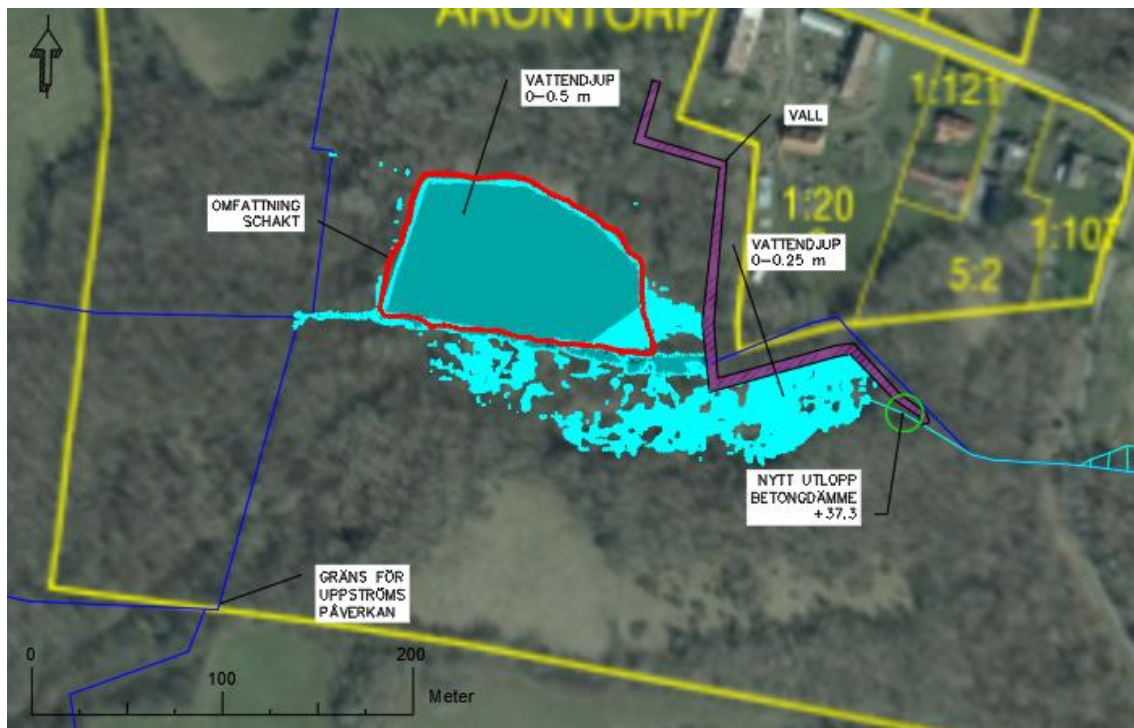 ARONTORP
VATTENDJUP
0-0.5 m
1:121
VALL
OMFATTNING
SCHAKT
1:20
VATTENDJUP
0-0.25 m
1:107
5:2
NYTT UTLOPP
BETONGDÄMME
+37,3
GRÄNS FÖR
UPPSTRÖMS
PÅVERKAN
0
100
200
Meter